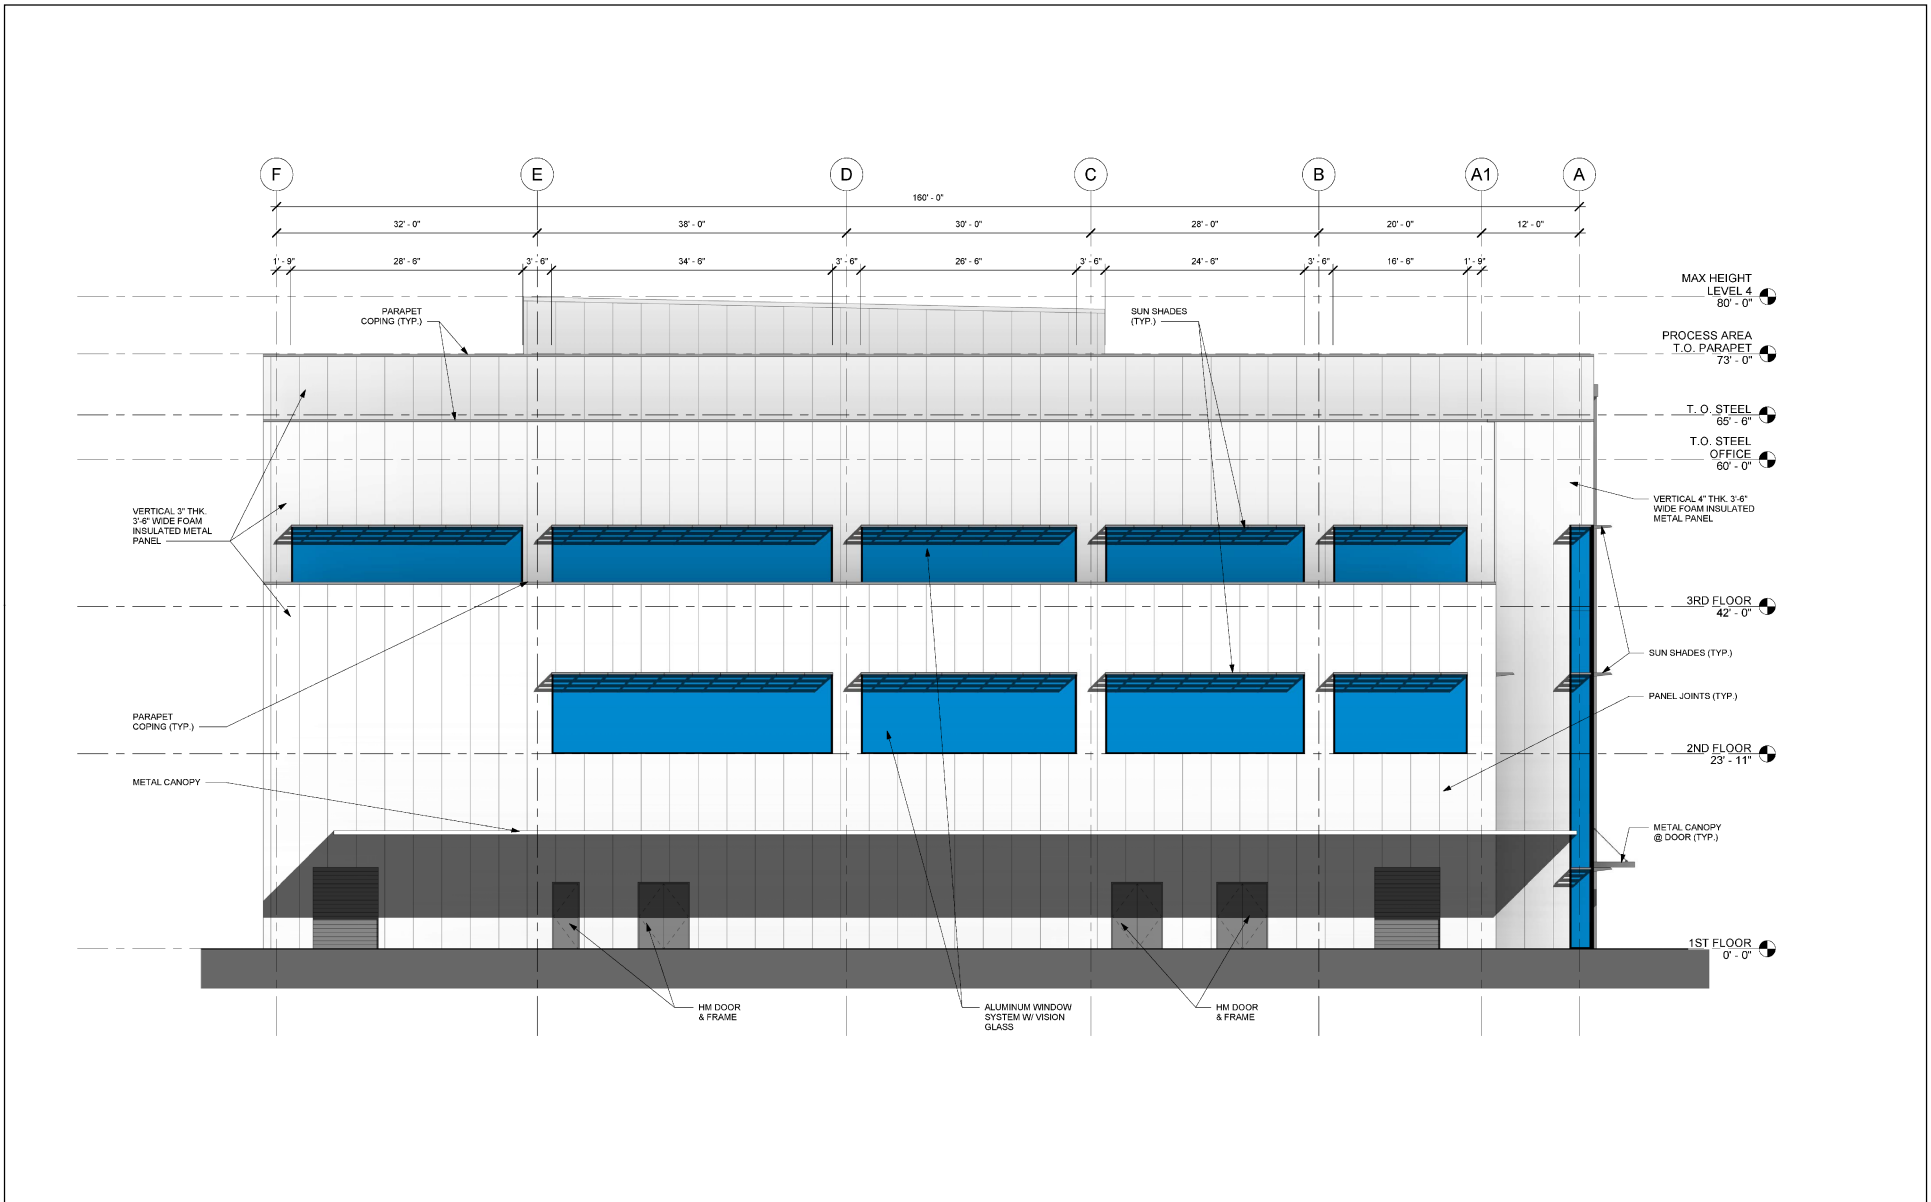 F E D C B A1 A
160' - 0"
32' - 0" 38' - 0" 30' - 0" 28' - 0" 20' - 0" 12' - 0"
1' - 9" 28' - 6" 3' - 6" 34' - 6" 3' - 6" 26' - 6" 3' - 6" 24' - 6" 3' - 6" 16' - 6" 1' - 9"
MAX HEIGHT
LEVEL 4
80' - 0"
PARAPET
COPING (TYP.)
SUN SHADES
(TYP.)
PROCESS AREA
T.O. PARAPET
73' - 0"
T. O. STEEL
65' - 6"
T.O. STEEL
OFFICE
60' - 0"
VERTICAL 3" THK.
3'-6" WIDE FOAM
INSULATED METAL
PANEL
VERTICAL 4" THK. 3'-6"
WIDE FOAM INSULATED
METAL PANEL
3RD FLOOR
42' - 0"
SUN SHADES (TYP.)
PANEL JOINTS (TYP.)
PARAPET
COPING (TYP.)
2ND FLOOR
23' - 11"
METAL CANOPY
METAL CANOPY
@ DOOR (TYP.)
1ST FLOOR
0' - 0"
HM DOOR
& FRAME
ALUMINUM WINDOW
SYSTEM W/ VISION
GLASS
HM DOOR
& FRAME